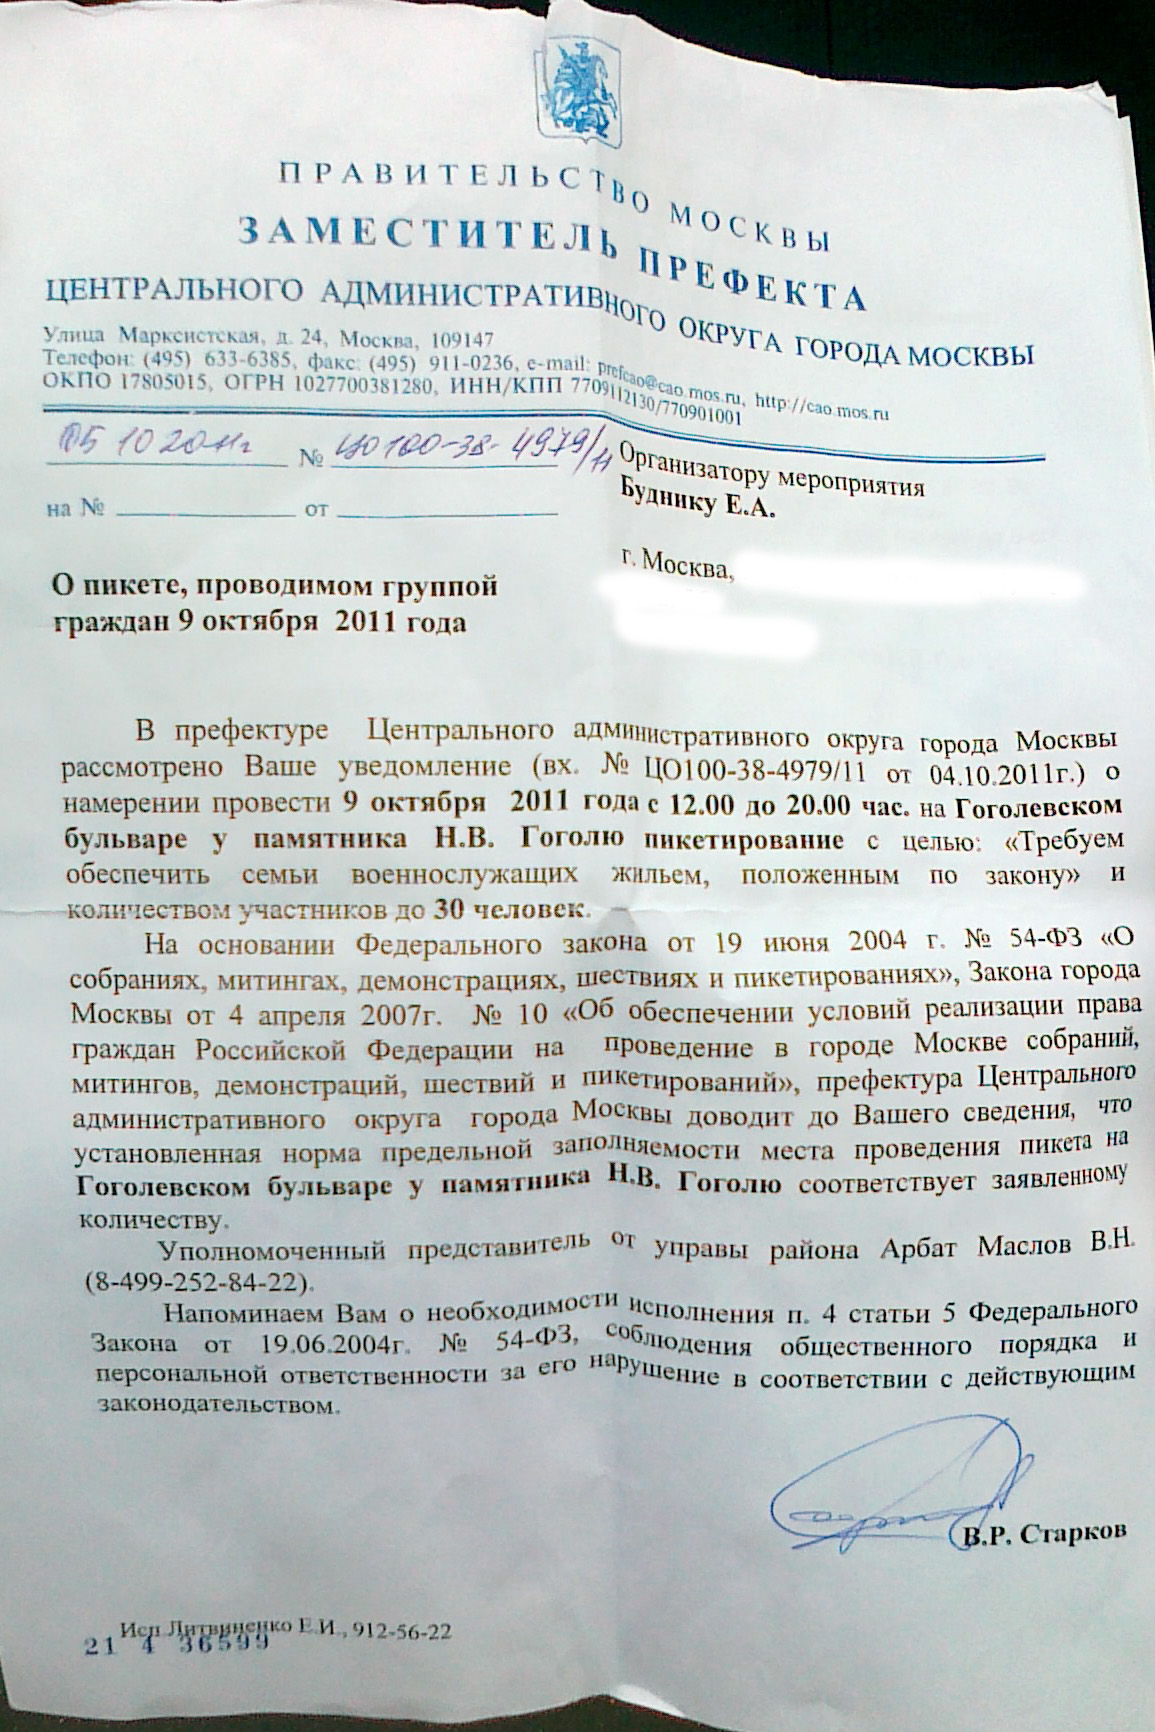 ПРАВИТЕЛЬСТВО МОСКВЫ
ЗАМЕСТИТЕЛЬ ПРЕФЕКТА
ЦЕНТРАЛЬНОГО АДМИНИСТРАТИВНОГО ОКРУГА ГОРОДА МОСКВЫ
Улица Марксистская, д. 24, Москва, 109147
Телефон: (495) 633-6385, факс: (495) 911-0236, e-mail: prefcao@cao.mos.ru, http://cao.mos.ru
ОКПО 17805015, ОГРН 1027700381280, ИНН/КПП 7709112130/770901001
05 10 2011г № ЦО100-38-4979/11
на № от
Организатору мероприятия
Буднику Е.А.
г. Москва,
О пикете, проводимом группой
граждан 9 октября 2011 года
В префектуре Центрального административного округа города Москвы
рассмотрено Ваше уведомление (вх. № ЦО100-38-4979/11 от 04.10.2011г.) о
намерении провести 9 октября 2011 года с 12.00 до 20.00 час. на Гоголевском
бульваре у памятника Н.В. Гоголю пикетирование с целью: «Требуем
обеспечить семьи военнослужащих жильем, положенным по закону» и
количеством участников до 30 человек.
На основании Федерального закона от 19 июня 2004 г. № 54-ФЗ «О
собраниях, митингах, демонстрациях, шествиях и пикетированиях», Закона города
Москвы от 4 апреля 2007г. № 10 «Об обеспечении условий реализации права
граждан Российской Федерации на проведение в городе Москве собраний,
митингов, демонстраций, шествий и пикетирований», префектура Центрального
административного округа города Москвы доводит до Вашего сведения, что
установленная норма предельной заполняемости места проведения пикета на
Гоголевском бульваре у памятника Н.В. Гоголю соответствует заявленному
количеству.
Уполномоченный представитель от управы района Арбат Маслов В.Н.
(8-499-252-84-22).
Напоминаем Вам о необходимости исполнения п. 4 статьи 5 Федерального
Закона от 19.06.2004г. № 54-ФЗ, соблюдения общественного порядка и
персональной ответственности за его нарушение в соответствии с действующим
законодательством.
В.Р. Старков
Исп Литвиненко Е.И., 912-56-22
21 4 36599